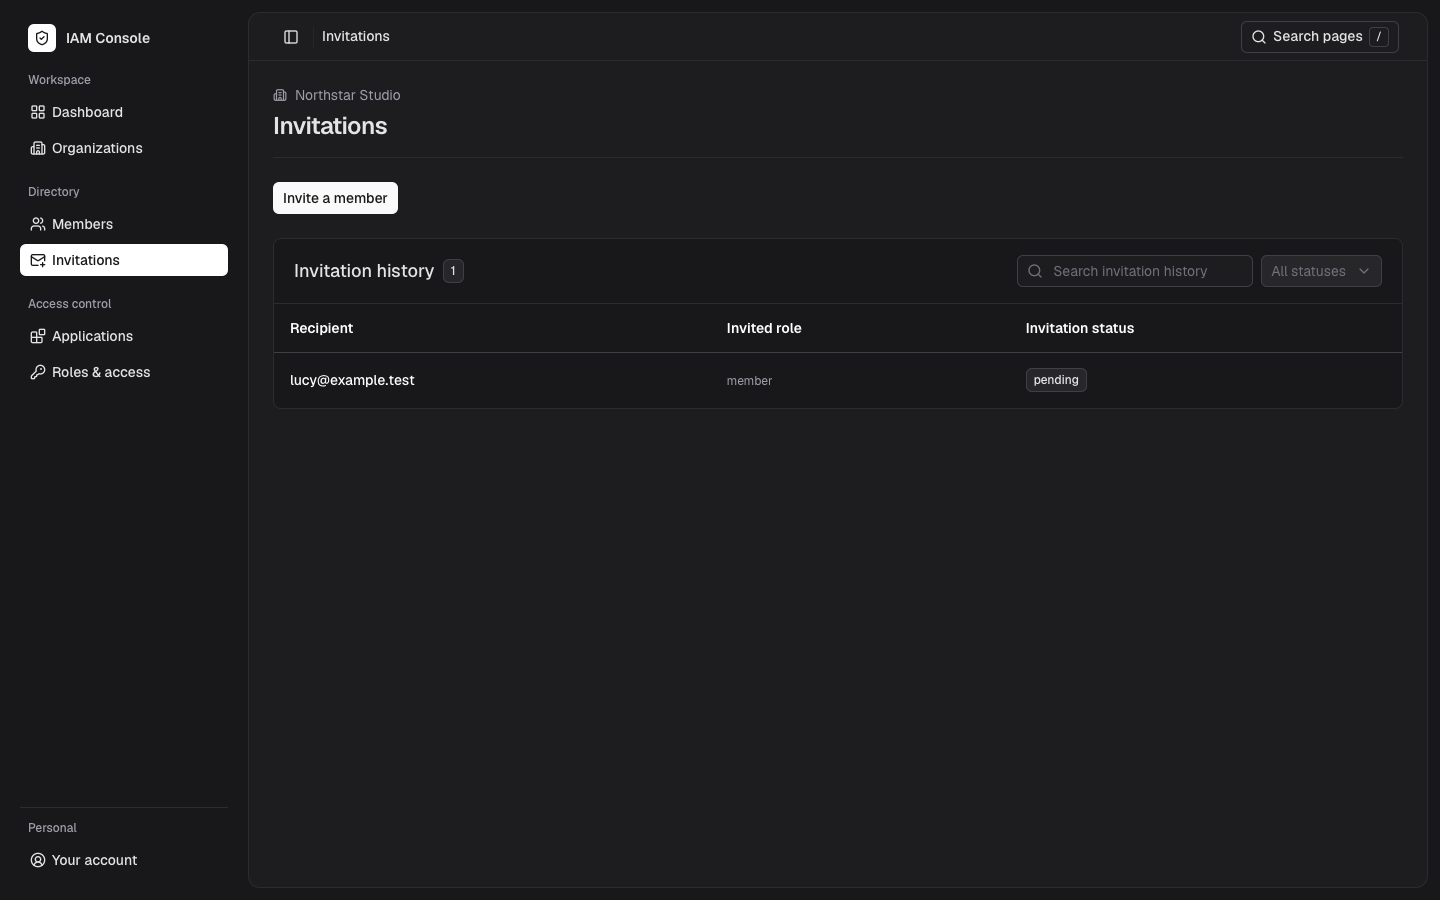 IAM Console
Workspace
Dashboard
Organizations
Directory
Members
Invitations
Access control
Applications
Roles & access
Personal
Your account
Invitations
Search pages /
Northstar Studio
Invitations
Invite a member
Invitation history 1
Search invitation history
All statuses
Recipient Invited role Invitation status
lucy@example.test member pending